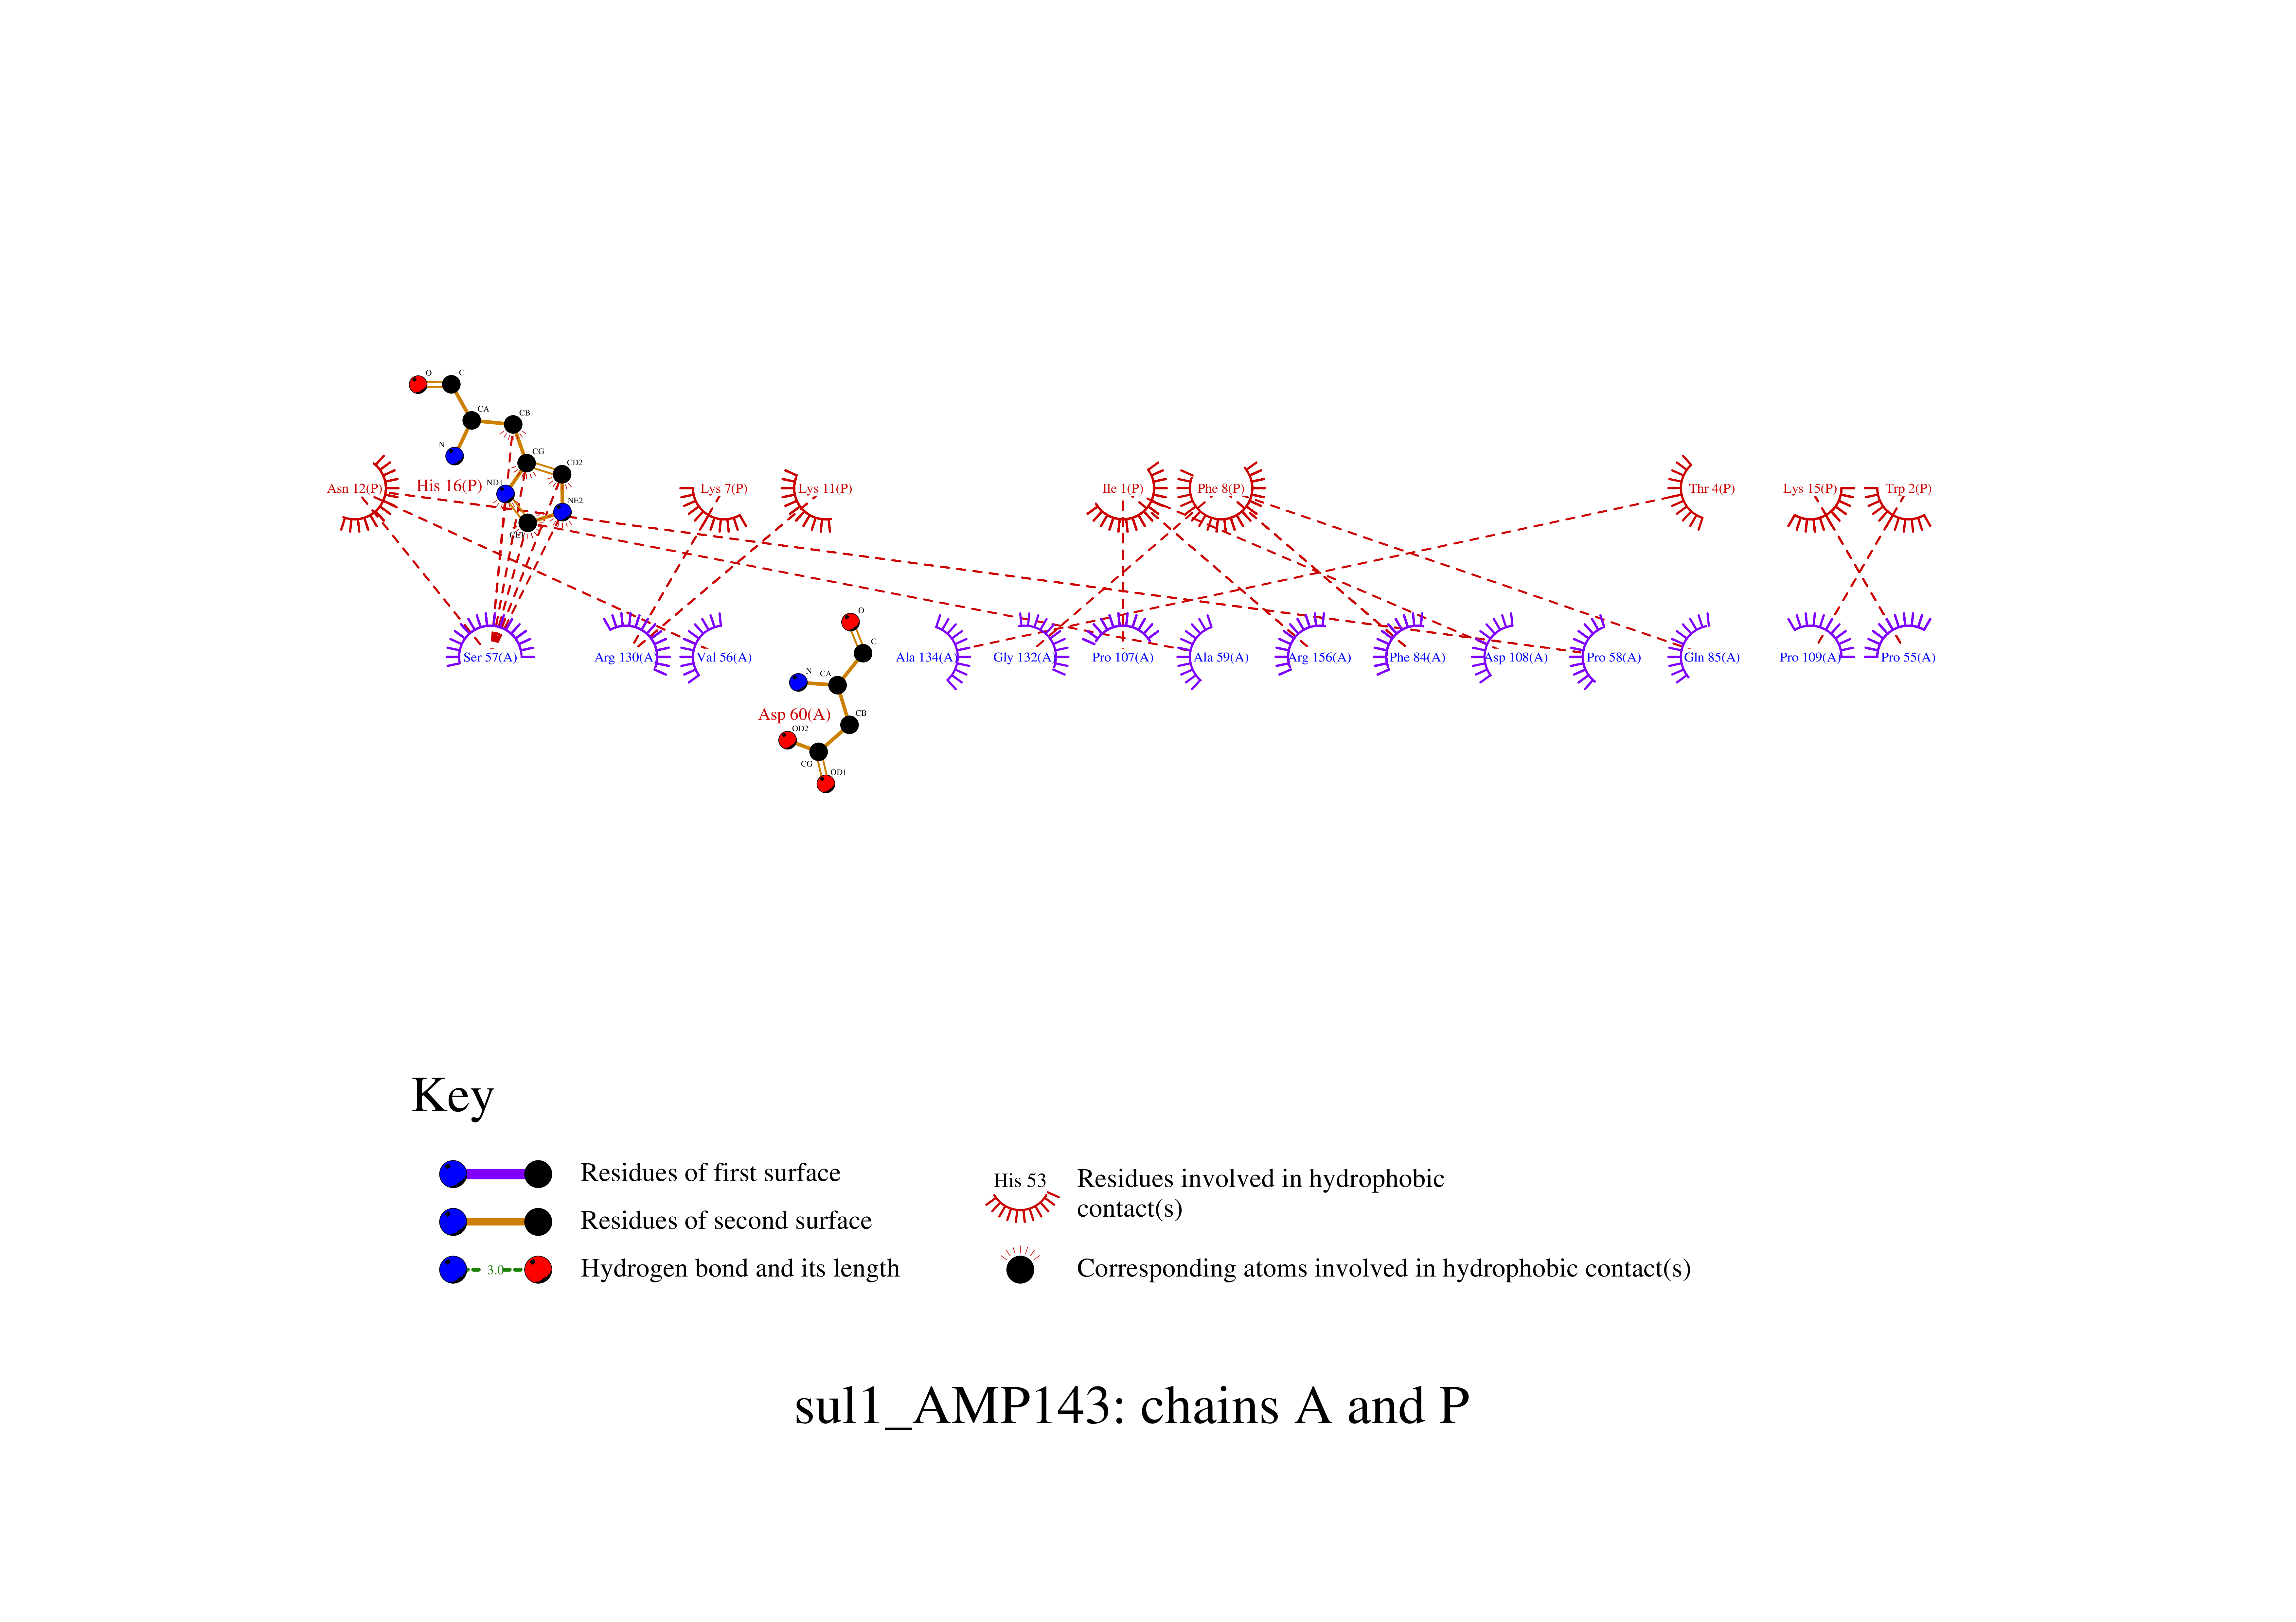 O C
CA CB
N
CG
CD2
Asn 12(P) His 16(P) ND1 Lys 7(P) Lys 11(P) Ile 1(P) Phe 8(P) Thr 4(P) Lys 15(P) Trp 2(P)
NE2
O
C
Ser 57(A) Arg 130(A) Val 56(A) Ala 134(A) Gly 132(A) Pro 107(A) Ala 59(A) Arg 156(A) Phe 84(A) Asp 108(A) Pro 58(A) Gln 85(A) Pro 109(A) Pro 55(A)
N CA
Asp 60(A) CB
OD2
CG OD1
Key
Residues of first surface
Residues of second surface
3.0 Hydrogen bond and its length
His 53 Residues involved in hydrophobic
contact(s)
Corresponding atoms involved in hydrophobic contact(s)
sul1_AMP143: chains A and P